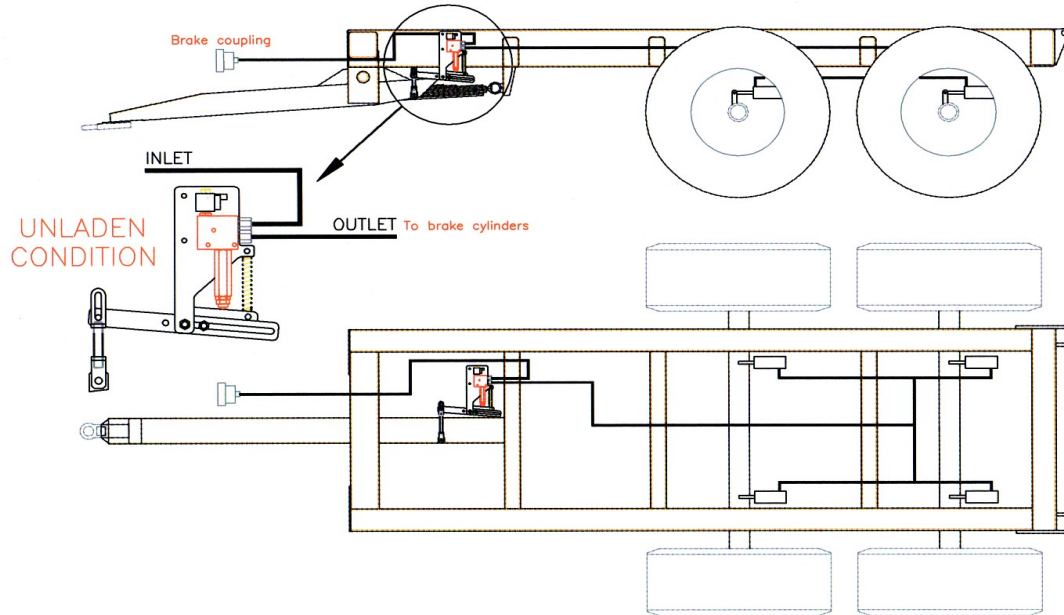 Brake coupling
INLET
UNLADEN
CONDITION
OUTLET To brake cylinders